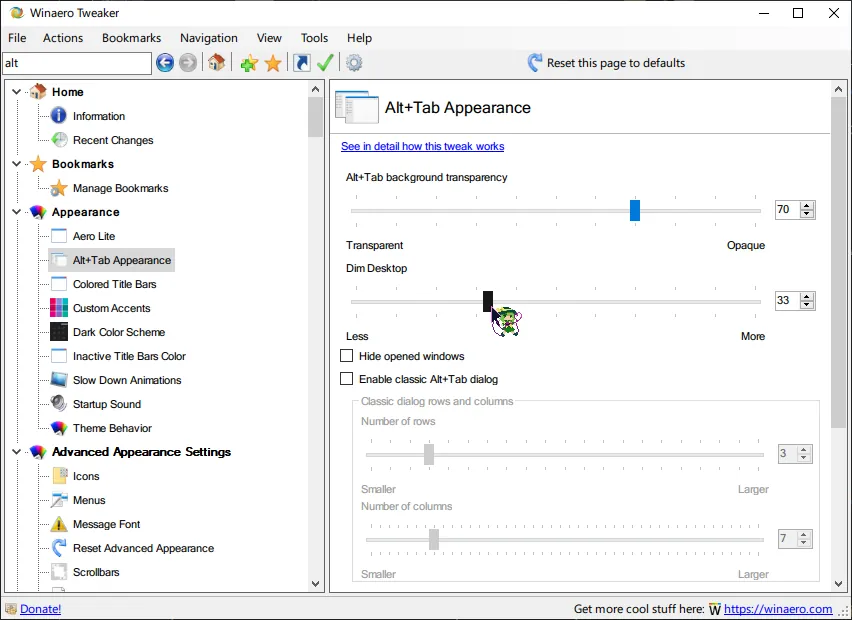 Winaero Tweaker
File Actions Bookmarks Navigation View Tools Help
alt
Reset this page to defaults
Home
Information
Recent Changes
Bookmarks
Manage Bookmarks
Appearance
Aero Lite
Alt+Tab Appearance
Colored Title Bars
Custom Accents
Dark Color Scheme
Inactive Title Bars Color
Slow Down Animations
Startup Sound
Theme Behavior
Advanced Appearance Settings
Icons
Menus
Message Font
Reset Advanced Appearance
Scrollbars
Alt+Tab Appearance
See in detail how this tweak works
Alt+Tab background transparency
70
Transparent Opaque
Dim Desktop
33
Less More
Hide opened windows
Enable classic Alt+Tab dialog
Classic dialog rows and columns
Number of rows
3
Smaller Larger
Number of columns
7
Smaller Larger
Donate!
Get more cool stuff here: W https://winaero.com